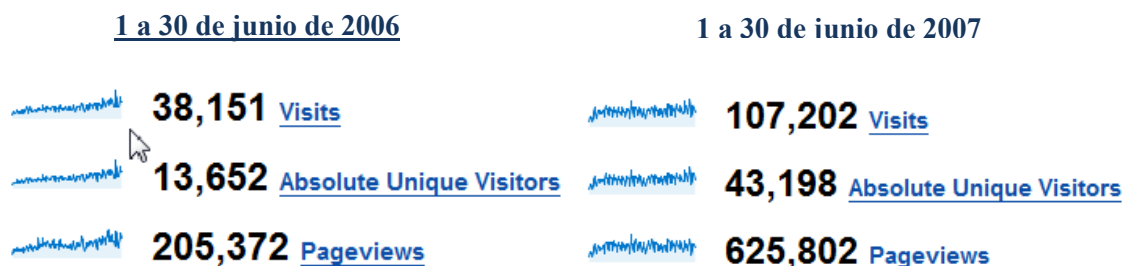 1 a 30 de junio de 2006
38,151 Visits
13,652 Absolute Unique Visitors
205,372 Pageviews
1 a 30 de junio de 2007
107,202 Visits
43,198 Absolute Unique Visitors
625,802 Pageviews